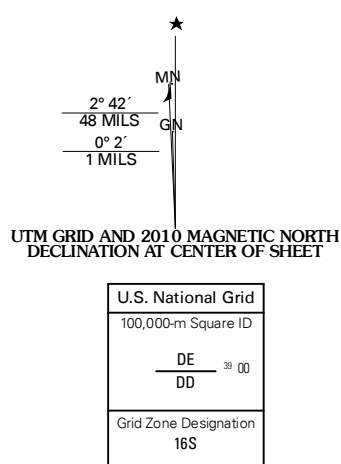 MN
2° 42´
48 MILS
GN
0° 2´
1 MILS
UTM GRID AND 2010 MAGNETIC NORTH
DECLINATION AT CENTER OF SHEET
U.S. National Grid
100,000-m Square ID
DE
39 00
DD
Grid Zone Designation
16S